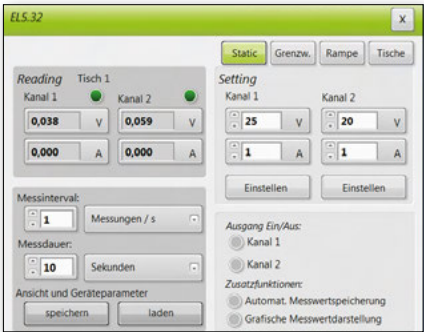 EL5.32
X
Static Grenzw. Rampe Tische
Reading Tisch 1
Kanal 1 Kanal 2
0,038 V 0,059 V
0,000 A 0,000 A
Setting
Kanal 1 Kanal 2
25 V 20 V
1 A 1 A
Einstellen Einstellen
Messinterval:
1 Messungen / s
Messdauer:
10 Sekunden
Ansicht und Geräteparameter
speichern laden
Ausgang Ein/Aus:
Kanal 1
Kanal 2
Zusatzfunktionen:
Automat. Messwertspeicherung
Grafische Messwertdarstellung